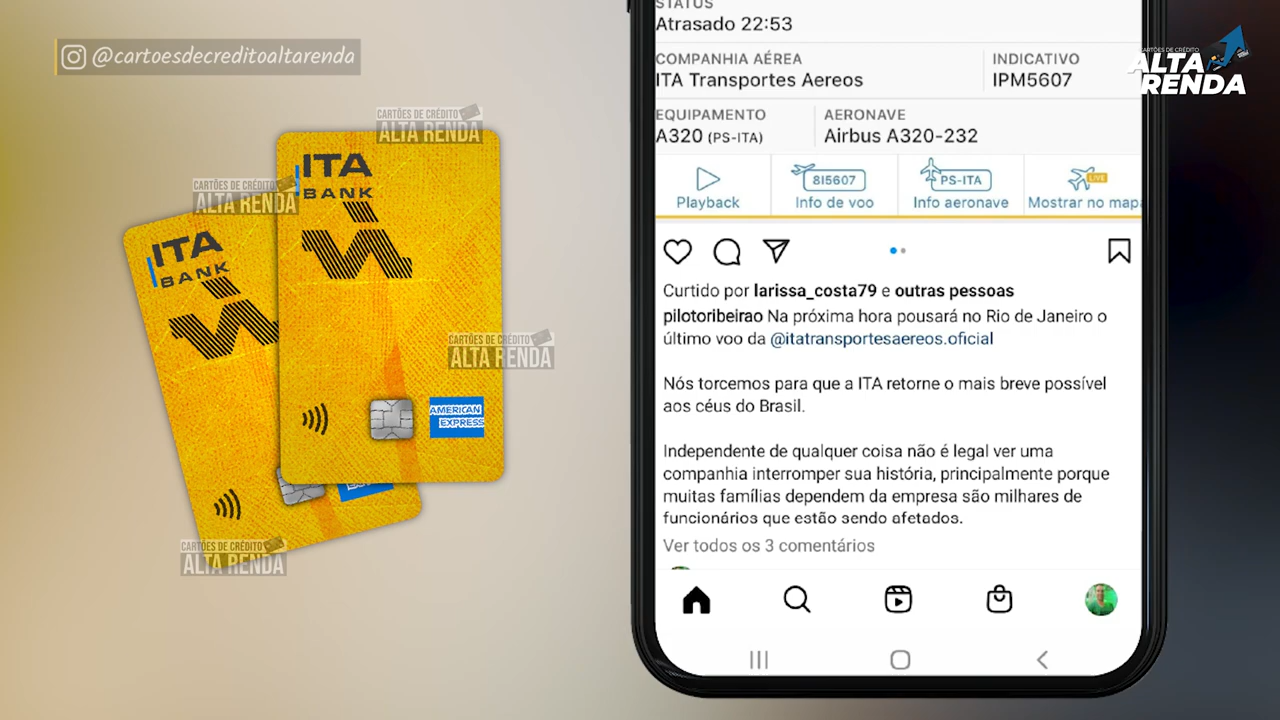 @cartoesdecreditoaltarenda
CARTÕES DE CRÉDITO
ALTA RENDA
CARTÕES DE CRÉDITO
ALTA RENDA
ITA
BANK
AMERICAN
EXPRESS
ITA
BANK
CARTÕES DE CRÉDITO
ALTA RENDA
CARTÕES DE CRÉDITO
ALTA RENDA
STATUS
Atrasado 22:53
COMPANHIA AÉREA
ITA Transportes Aereos
INDICATIVO
IPM5607
EQUIPAMENTO
A320 (PS-ITA)
AERONAVE
Airbus A320-232
Playback
8I5607
Info de voo
PS-ITA
Info aeronave
LIVE
Mostrar no mapa
Curtido por larissa_costa79 e outras pessoas
pilotoribeirao Na próxima hora pousará no Rio de Janeiro o
último voo da @itatransportesaereos.oficial
Nós torcemos para que a ITA retorne o mais breve possível
aos céus do Brasil.
Independente de qualquer coisa não é legal ver uma
companhia interromper sua história, principalmente porque
muitas famílias dependem da empresa são milhares de
funcionários que estão sendo afetados.
Ver todos os 3 comentários
CARTÕES DE CRÉDITO
ALTA
RENDA